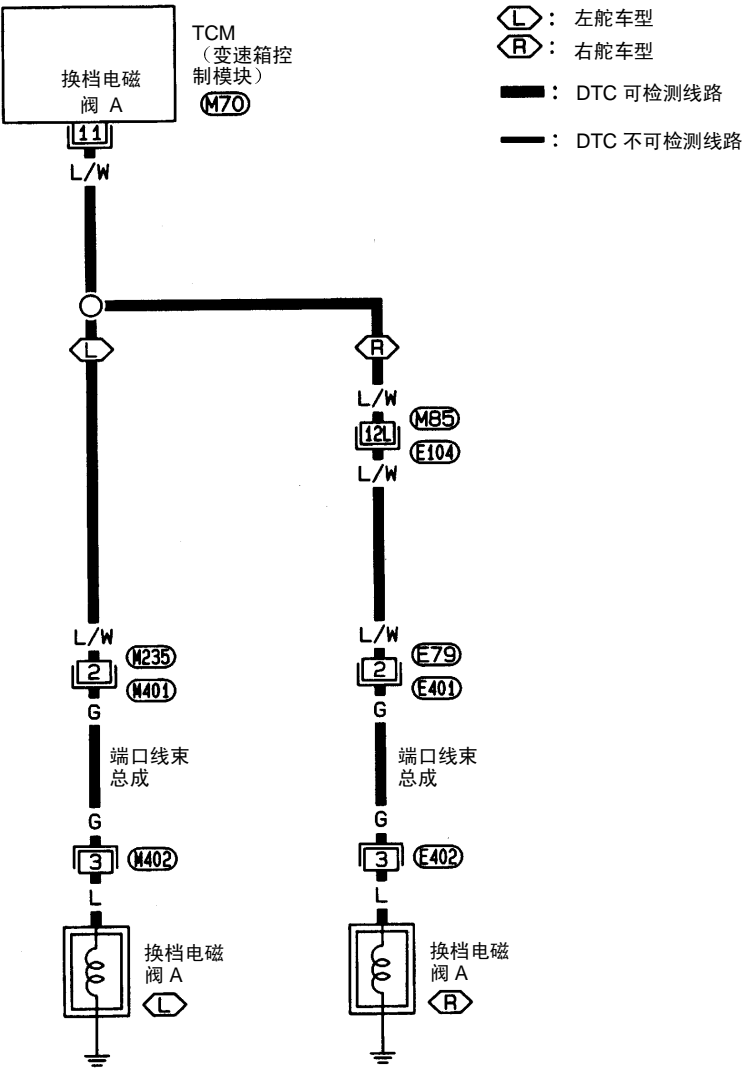 TCM
（变速箱控
制模块）
M70
换档电磁
阀 A
11
L/W
L ： 左舵车型
R ： 右舵车型
： DTC 可检测线路
： DTC 不可检测线路
L
R
L/W
12L
M85
E104
L/W
L/W
2
M235
M401
G
端口线束
总成
G
3
M402
L
换档电磁
阀 A
L
L/W
2
E79
E401
G
端口线束
总成
G
3
E402
L
换档电磁
阀 A
R